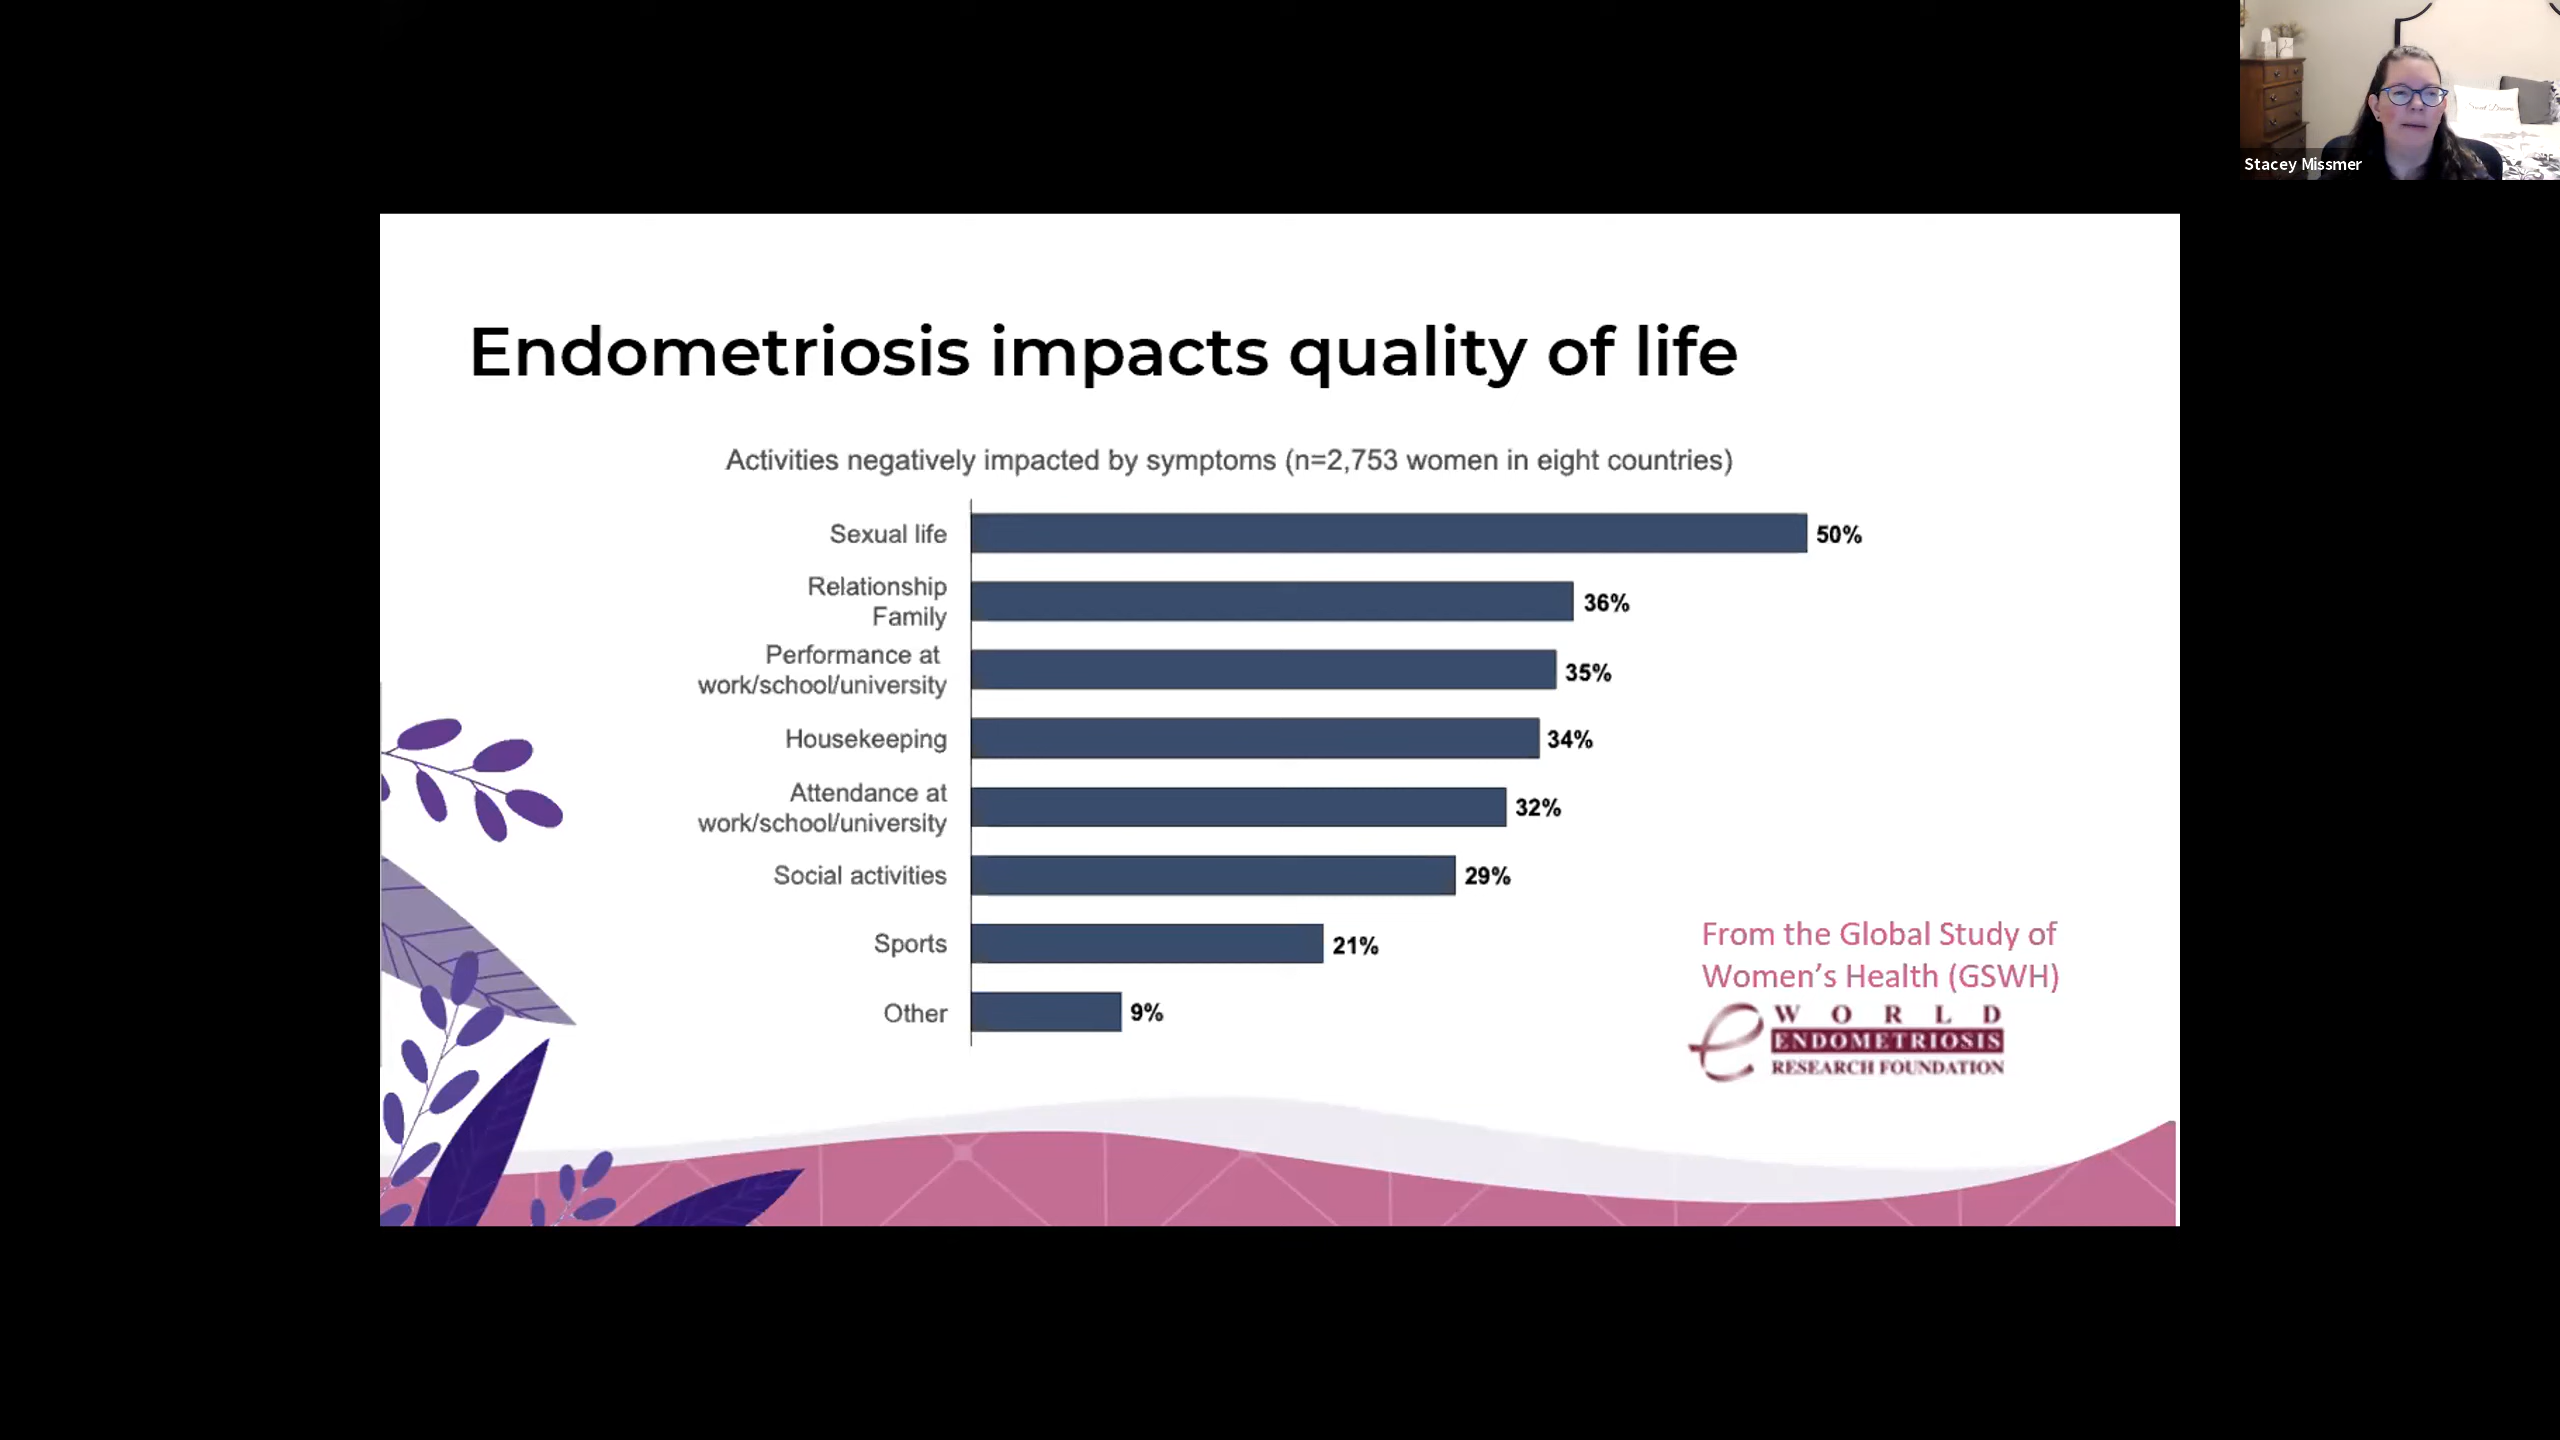 Stacey Missmer
Endometriosis impacts quality of life
Activities negatively impacted by symptoms (n=2,753 women in eight countries)
Sexual life
50%
Relationship
Family
36%
Performance at
work/school/university
35%
Housekeeping
34%
Attendance at
work/school/university
32%
Social activities
29%
Sports
21%
Other
9%
From the Global Study of
Women's Health (GSWH)
WORLD
ENDOMETRIOSIS
RESEARCH FOUNDATION